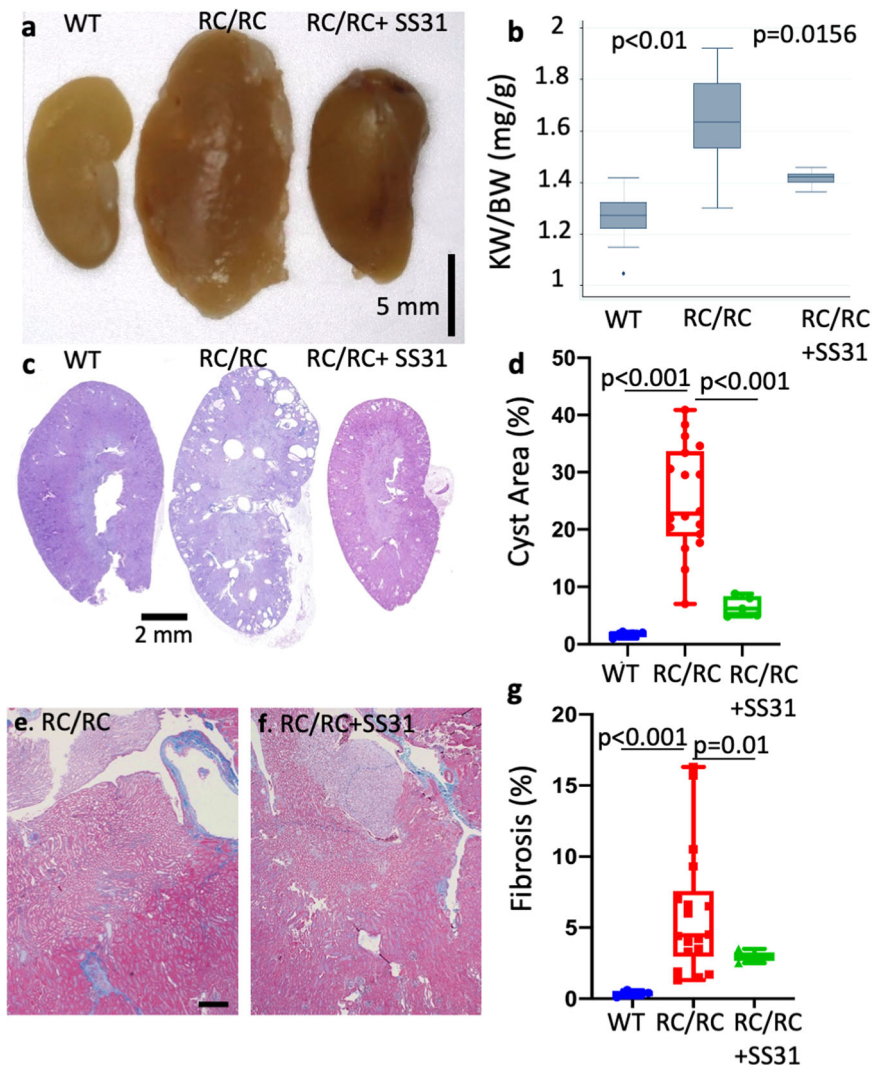 a WT RC/RC RC/RC+ SS31
5 mm
b
p<0.01 p=0.0156
KW/BW (mg/g)
2
1.8
1.6
1.4
1.2
1
WT RC/RC RC/RC
+SS31
c WT RC/RC RC/RC+ SS31
2 mm
d
p<0.001 p<0.001
Cyst Area (%)
50
40
30
20
10
0
WT RC/RC RC/RC
+SS31
e. RC/RC
f. RC/RC+SS31
g
p<0.001 p=0.01
Fibrosis (%)
20
15
10
5
0
WT RC/RC RC/RC
+SS31